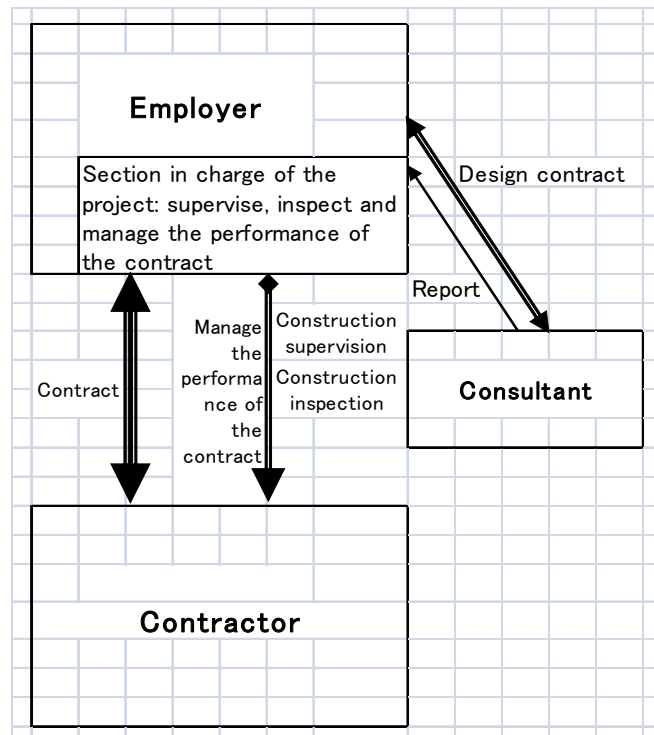 Employer
Section in charge of the
project: supervise, inspect and
manage the performance of
the contract
Design contract
Report
Manage
the
performa
nce of
the
contract
Construction
supervision
Construction
inspection
Contract
Consultant
Contractor